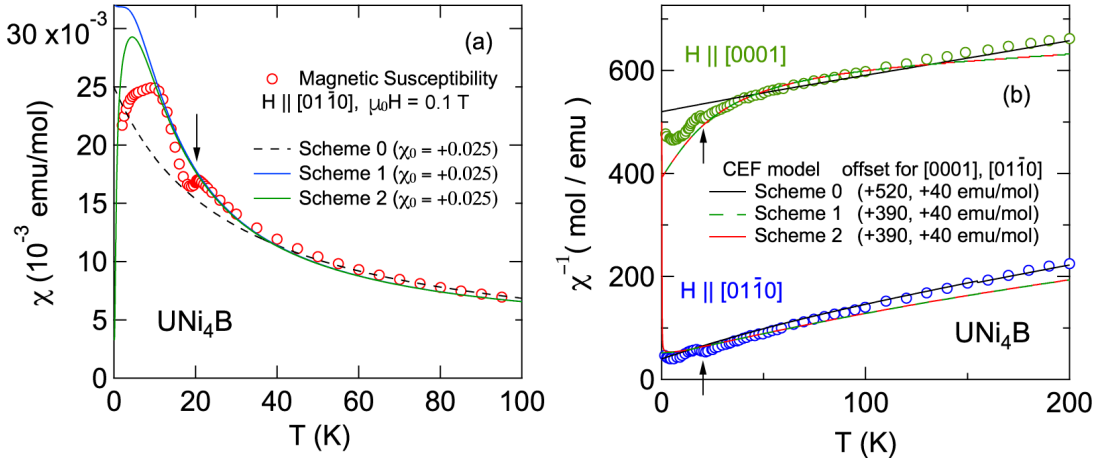 30 x10⁻³
25
20
15
10
5
0
χ (10⁻³ emu/mol)
(a)
Magnetic Susceptibility
H || [011̄0], μ₀H = 0.1 T
Scheme 0 (χ₀ = +0.025)
Scheme 1 (χ₀ = +0.025)
Scheme 2 (χ₀ = +0.025)
UNi₄B
0 20 40 60 80 100
T (K)
600
400
200
0
χ⁻¹( mol / emu)
H || [0001]
(b)
CEF model offset for [0001], [011̄0]
Scheme 0 (+520, +40 emu/mol)
Scheme 1 (+390, +40 emu/mol)
Scheme 2 (+390, +40 emu/mol)
H || [011̄0]
UNi₄B
0 100 200
T (K)